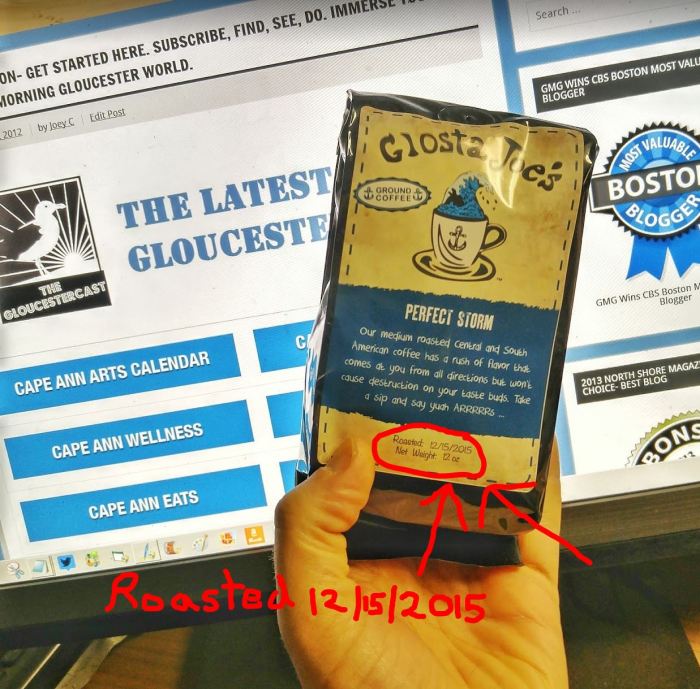 ON- GET STARTED HERE. SUBSCRIBE, FIND, SEE, DO. IMMERSE
MORNING GLOUCESTER WORLD.
2012 by Joey C Edit Post
THE LATEST
GLOUCESTE
THE
GLOUCESTERCAST
CAPE ANN ARTS CALENDAR
CAPE ANN WELLNESS
CAPE ANN EATS
C
Glosta Joe's
GROUND
COFFEE
PERFECT STORM
Our medium roasted Central and South
American coffee has a rush of flavor that
comes at you from all directions but won't
cause destruction on your taste buds. Take
a sip and say yuah ARRRRRs ...
Roasted: 12/15/2015
Net Weight: 12 oz
Roasted 12/15/2015
Search ...
GMG WINS CBS BOSTON MOST VALU
BLOGGER
MOST VALUABLE
BOSTO
BLOGGER
GMG Wins CBS Boston M
Blogger
2013 NORTH SHORE MAGAZ
CHOICE- BEST BLOG
BONS